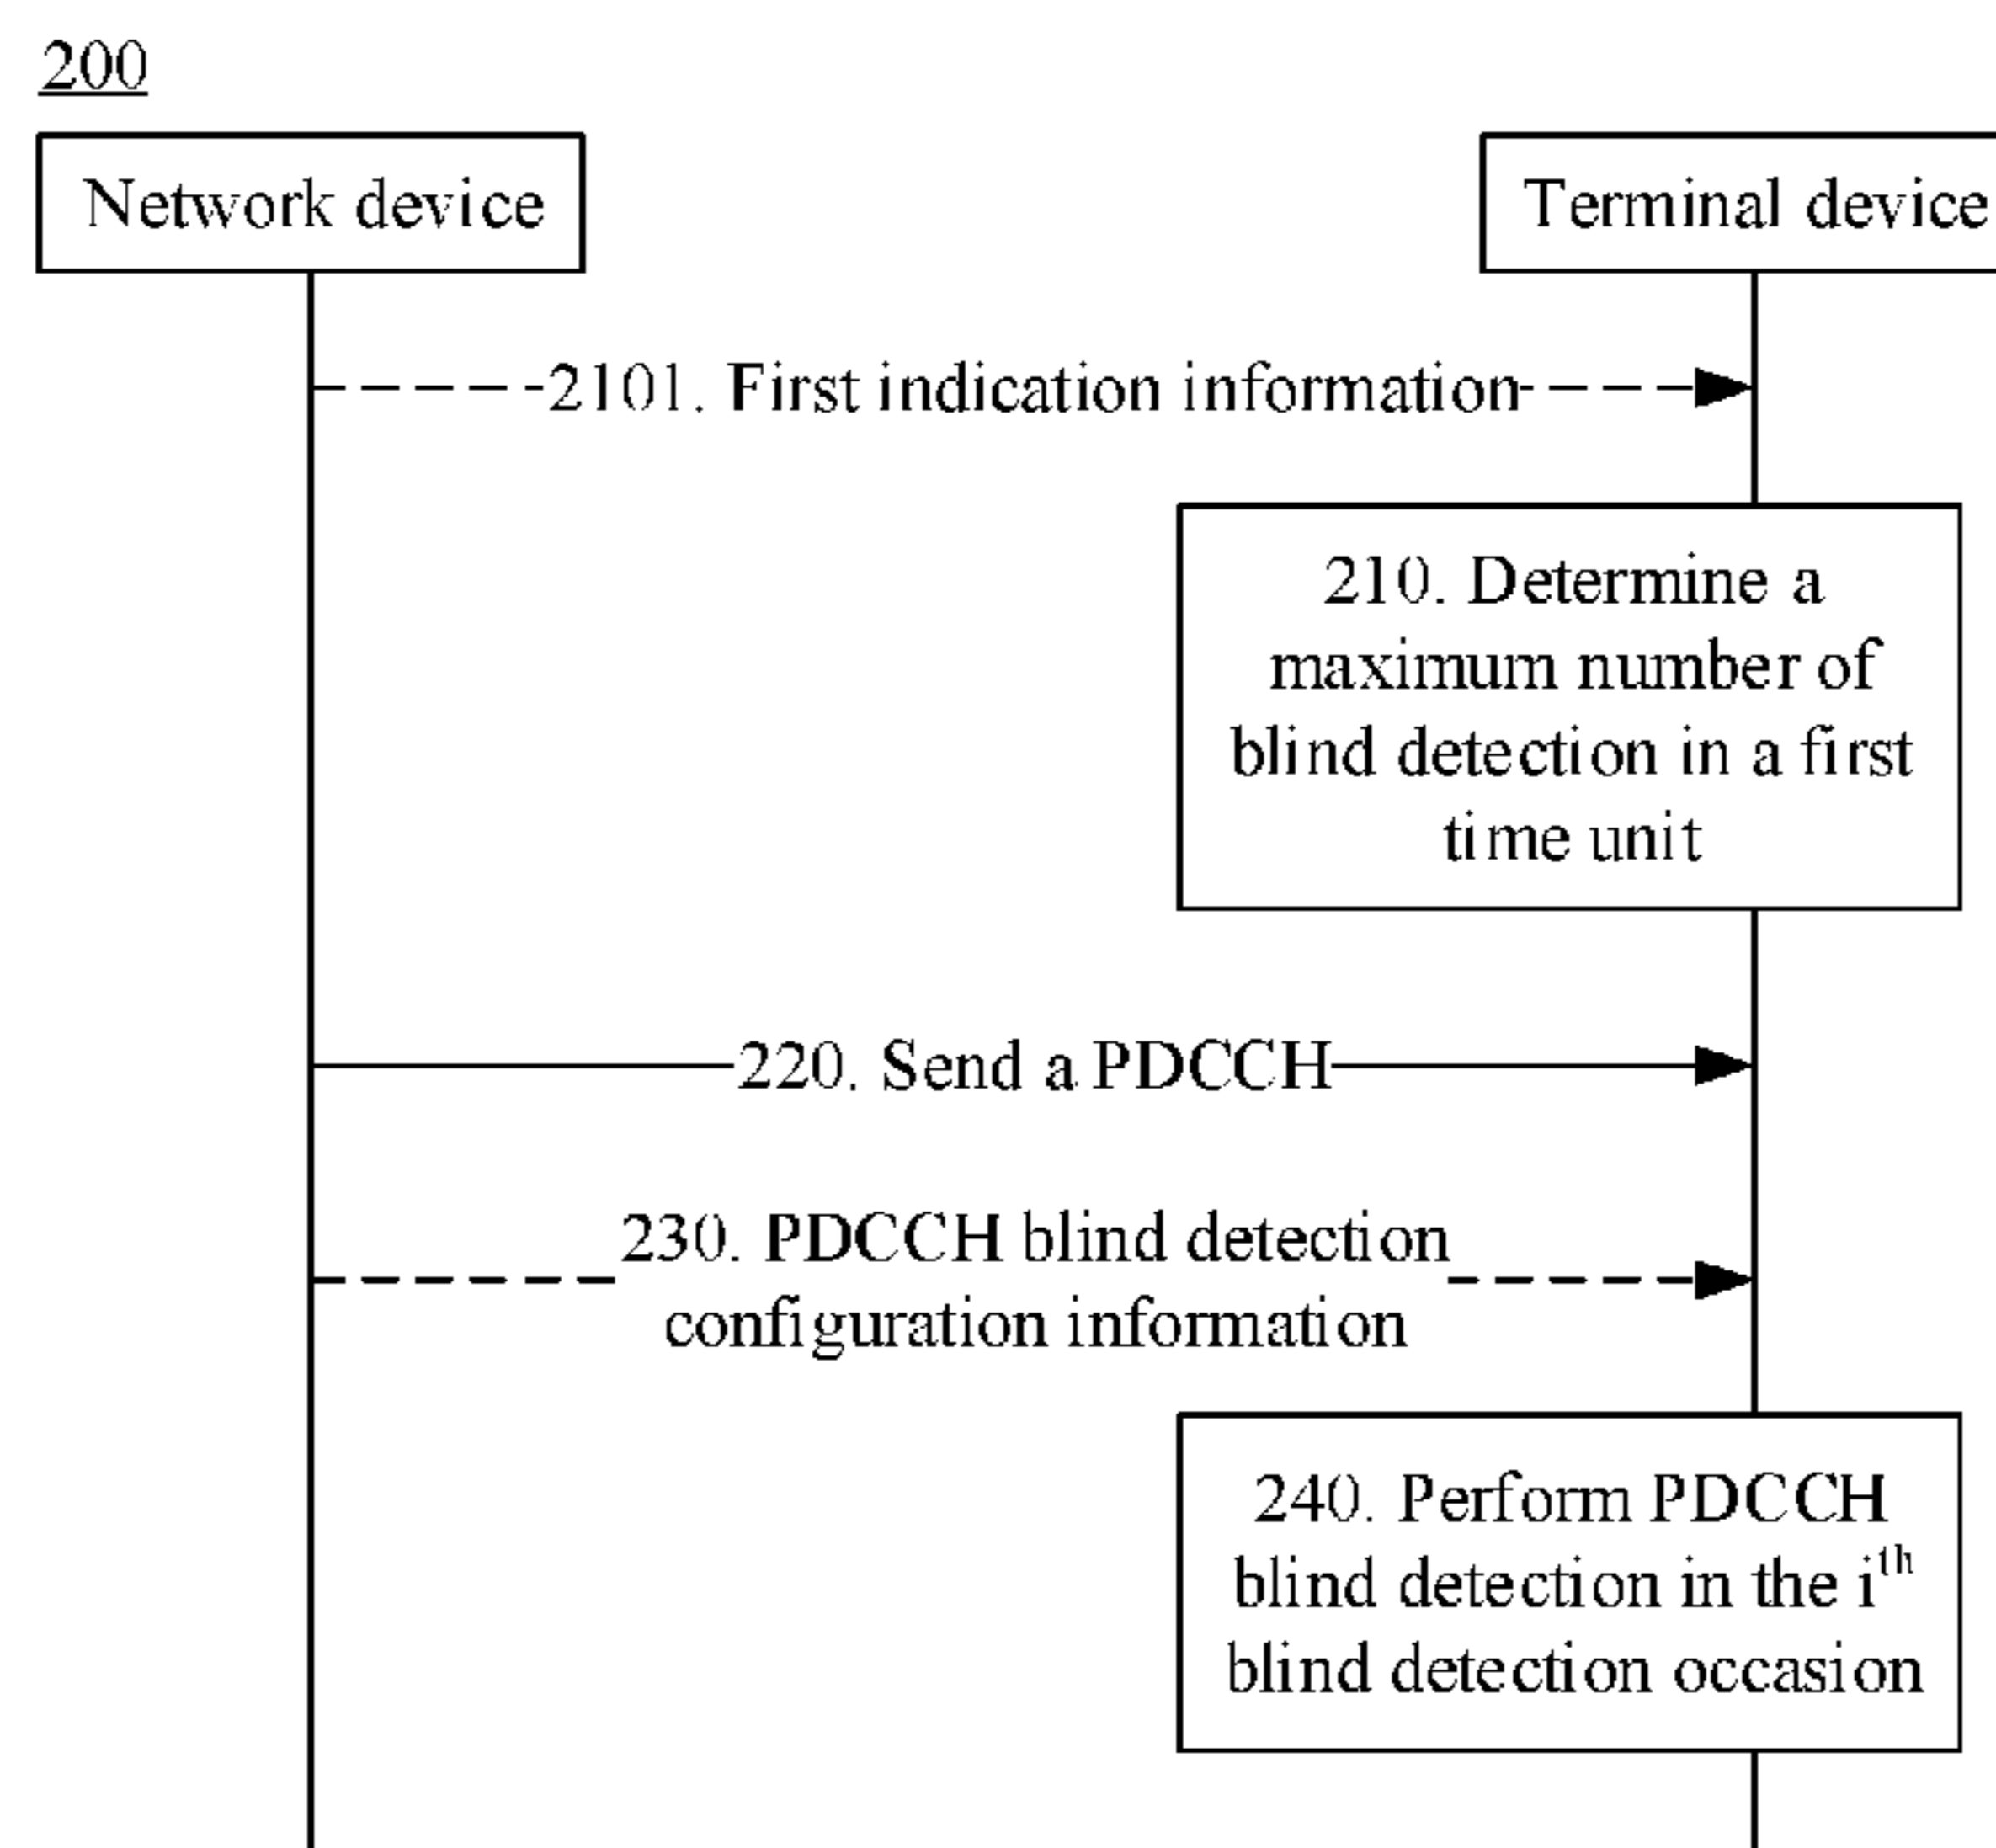 200
Network device
Terminal device
2101. First indication information
210. Determine a
maximum number of
blind detection in a first
time unit
220. Send a PDCCH
230. PDCCH blind detection
configuration information
240. Perform PDCCH
blind detection in the iᵗʰ
blind detection occasion